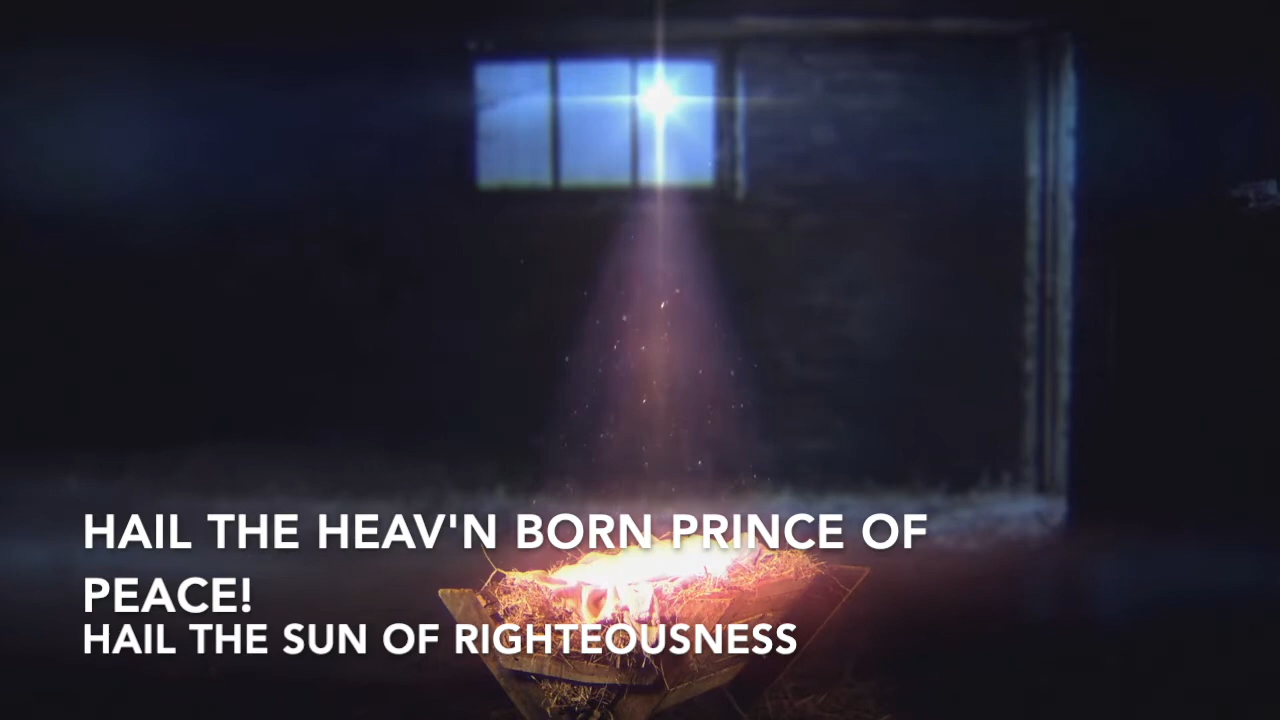 HAIL THE HEAV'N BORN PRINCE OF
PEACE!
HAIL THE SUN OF RIGHTEOUSNESS